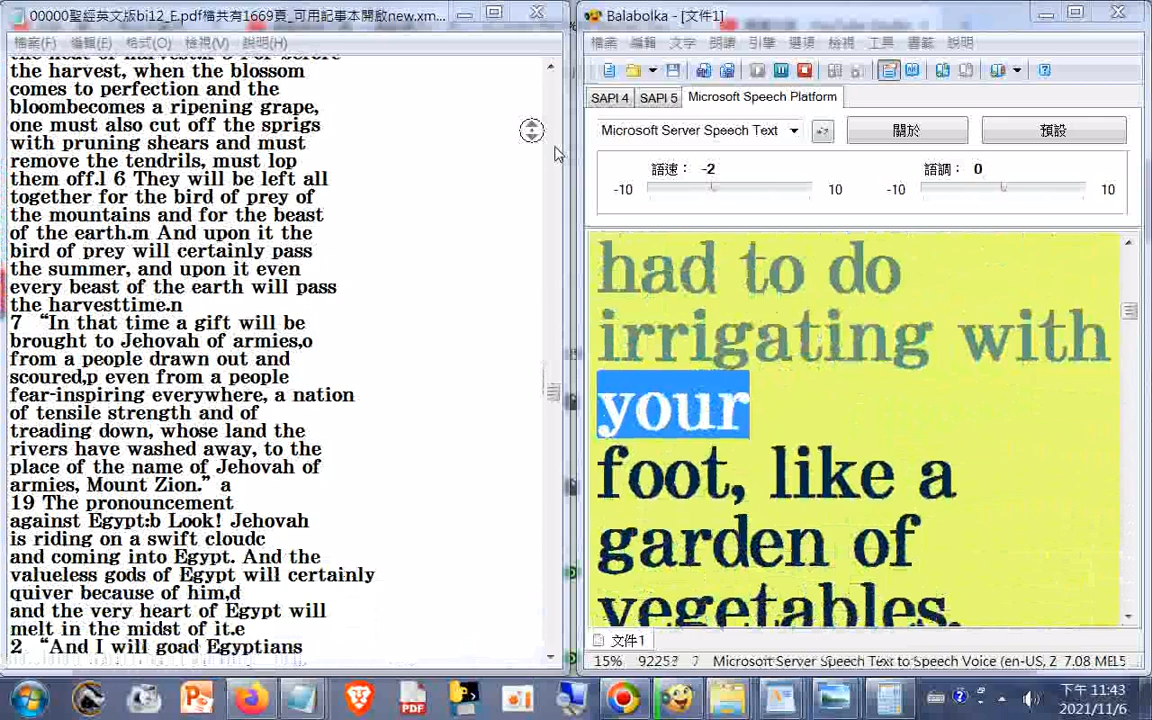 00000聖經英文版bi12_E.pdf檔共有1669頁_可用記事本開啟new.xm...
檔案(F) 編輯(E) 格式(O) 檢視(V) 說明(H)
the harvest, when the blossom
comes to perfection and the
bloombecomes a ripening grape,
one must also cut off the sprigs
with pruning shears and must
remove the tendrils, must lop
them off.l 6 They will be left all
together for the bird of prey of
the mountains and for the beast
of the earth.m And upon it the
bird of prey will certainly pass
the summer, and upon it even
every beast of the earth will pass
the harvesttime.n
7 “In that time a gift will be
brought to Jehovah of armies,o
from a people drawn out and
scoured,p even from a people
fear-inspiring everywhere, a nation
of tensile strength and of
treading down, whose land the
rivers have washed away, to the
place of the name of Jehovah of
armies, Mount Zion.” a
19 The pronouncement
against Egypt:b Look! Jehovah
is riding on a swift cloudc
and coming into Egypt. And the
valueless gods of Egypt will certainly
quiver because of him,d
and the very heart of Egypt will
melt in the midst of it.e
2 “And I will goad Egyptians
Balabolka - [文件1]
檔案 編輯 文字 朗讀 引擎 選項 檢視 工具 書籤 說明
SAPI 4 SAPI 5 Microsoft Speech Platform
Microsoft Server Speech Text 關於 預設
語速： -2 語調： 0
-10 10 -10 10
had to do
irrigating with
your
foot, like a
garden of
vegetables.
文件1
15% 92253 Microsoft Server Speech Text to Speech Voice (en-US, 2 7.08 MB
PDF
下午 11:43
2021/11/6